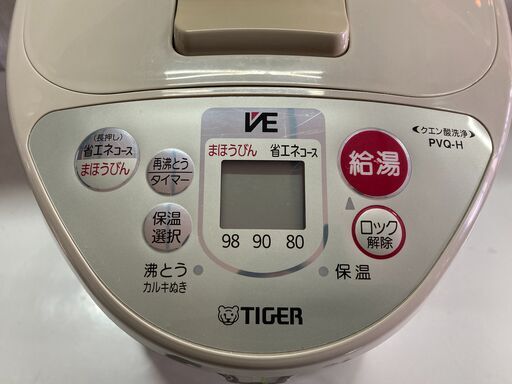 VE
(長押し)
省エネコース
まほうびん
再沸とう
タイマー
保温
選択
まほうびん 省エネコース
98 90 80
沸とう
カルキぬき
保温
給湯
ロック
解除
クエン酸洗浄
PVQ-H
TIGER